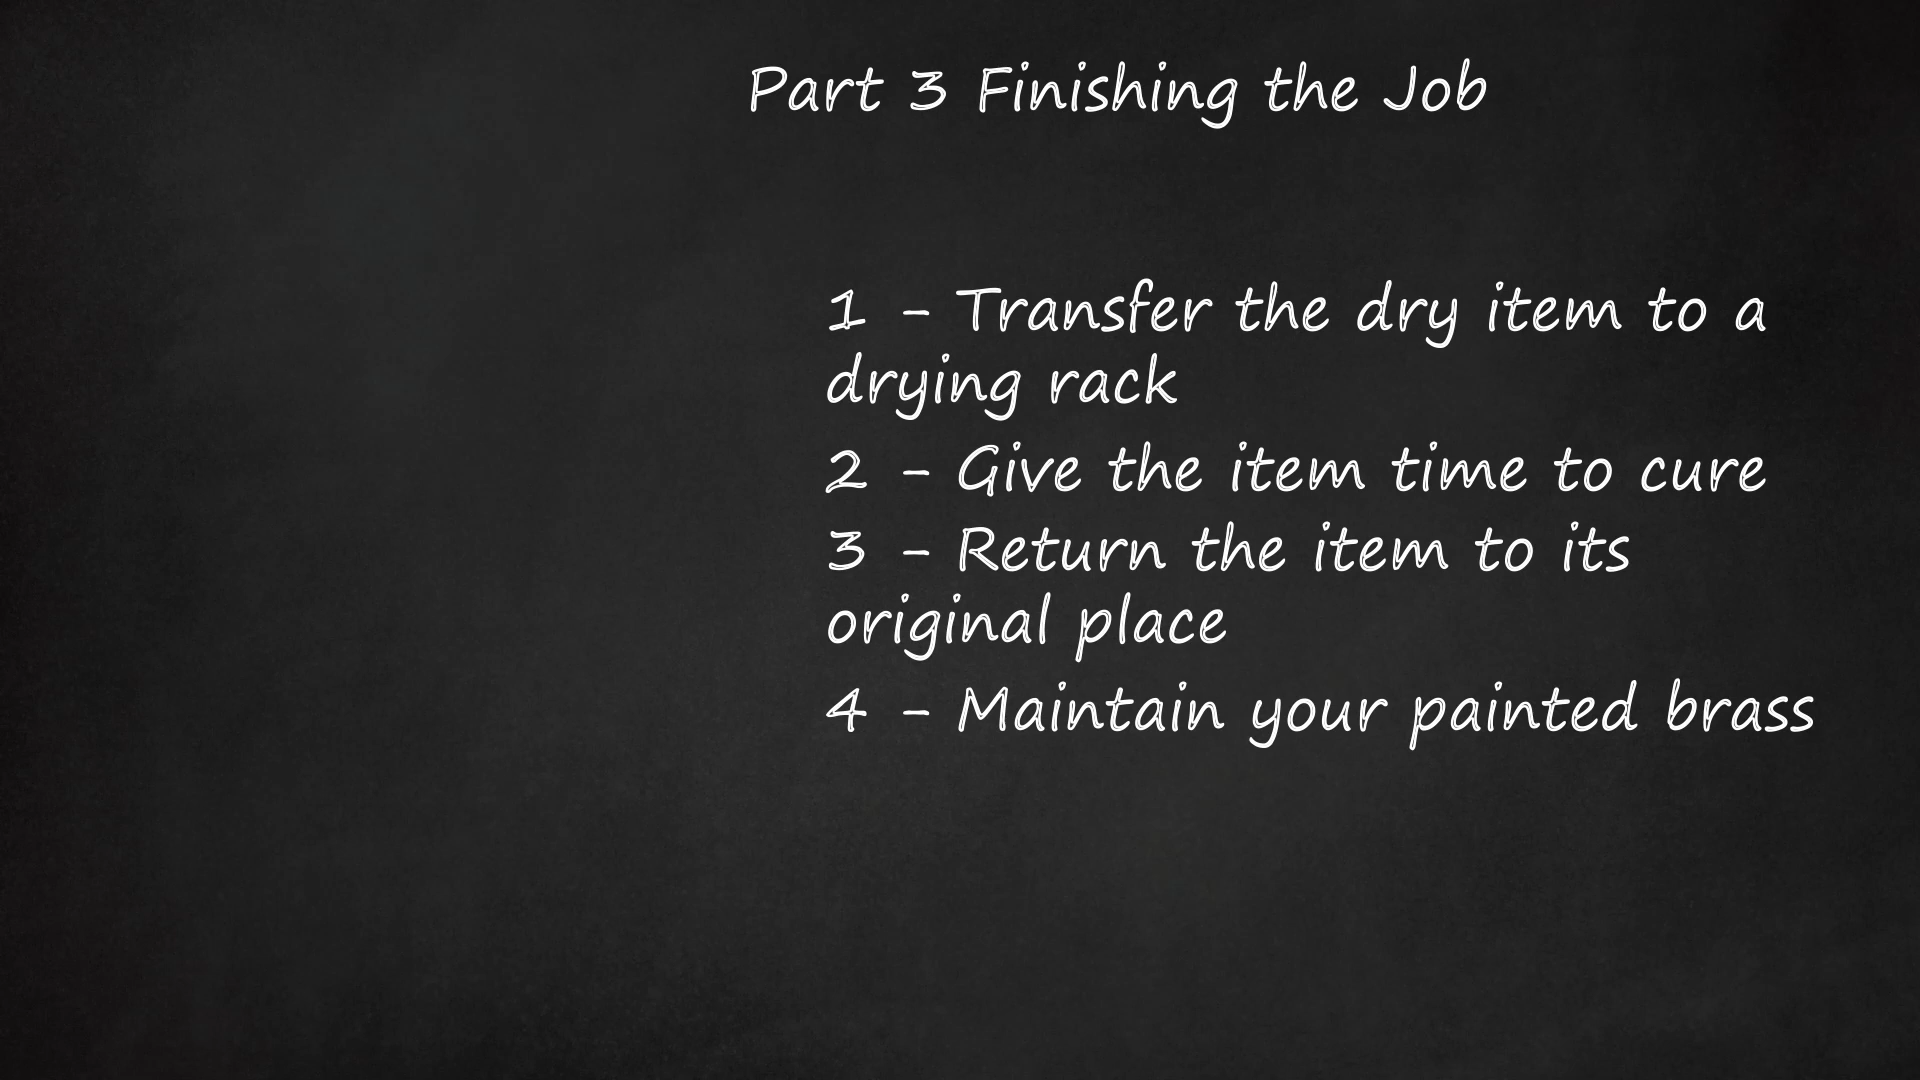 Part 3 Finishing the Job
1 - Transfer the dry item to a
drying rack
2 - Give the item time to cure
3 - Return the item to its
original place
4 - Maintain your painted brass